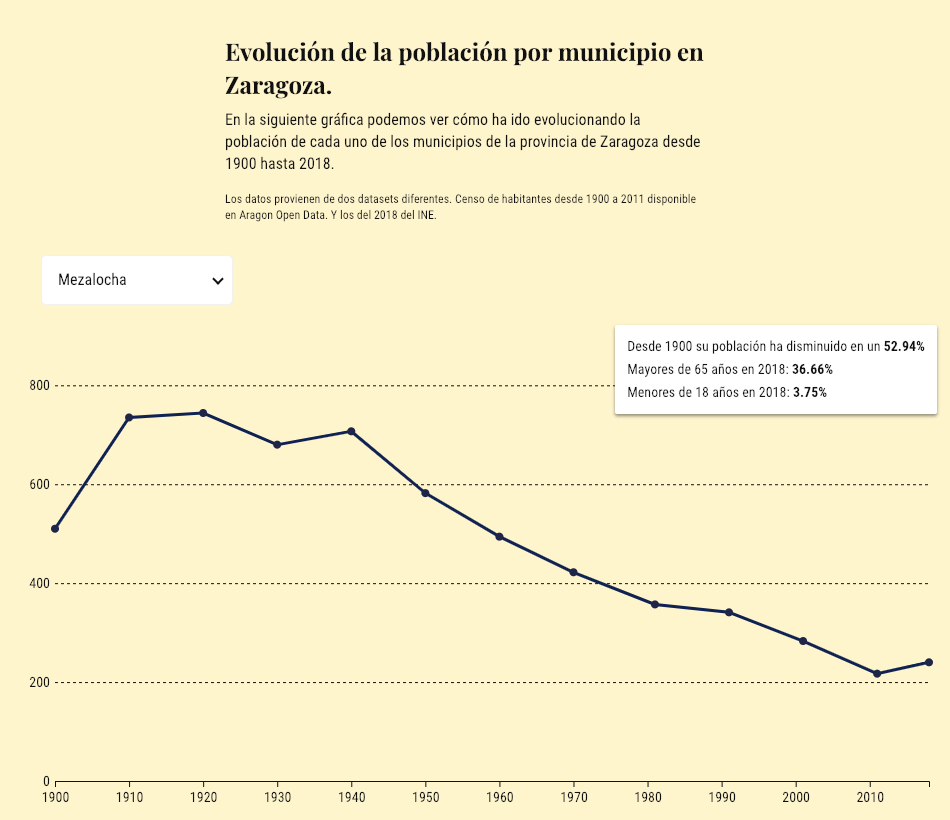 Evolución de la población por municipio en
Zaragoza.
En la siguiente gráfica podemos ver cómo ha ido evolucionando la
población de cada uno de los municipios de la provincia de Zaragoza desde
1900 hasta 2018.
Los datos provienen de dos datasets diferentes. Censo de habitantes desde 1900 a 2011 disponible
en Aragon Open Data. Y los del 2018 del INE.
Mezalocha
Desde 1900 su población ha disminuido en un 52.94%
Mayores de 65 años en 2018: 36.66%
Menores de 18 años en 2018: 3.75%
800
600
400
200
0
1900 1910 1920 1930 1940 1950 1960 1970 1980 1990 2000 2010